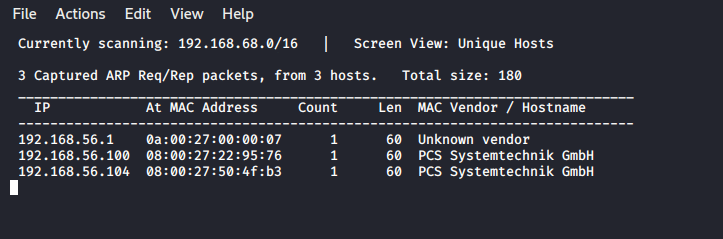 File Actions Edit View Help
Currently scanning: 192.168.68.0/16 | Screen View: Unique Hosts
3 Captured ARP Req/Rep packets, from 3 hosts. Total size: 180
_____________________________________________________________________________
IP At MAC Address Count Len MAC Vendor / Hostname
-----------------------------------------------------------------------------
192.168.56.1 0a:00:27:00:00:07 1 60 Unknown vendor
192.168.56.100 08:00:27:22:95:76 1 60 PCS Systemtechnik GmbH
192.168.56.104 08:00:27:50:4f:b3 1 60 PCS Systemtechnik GmbH